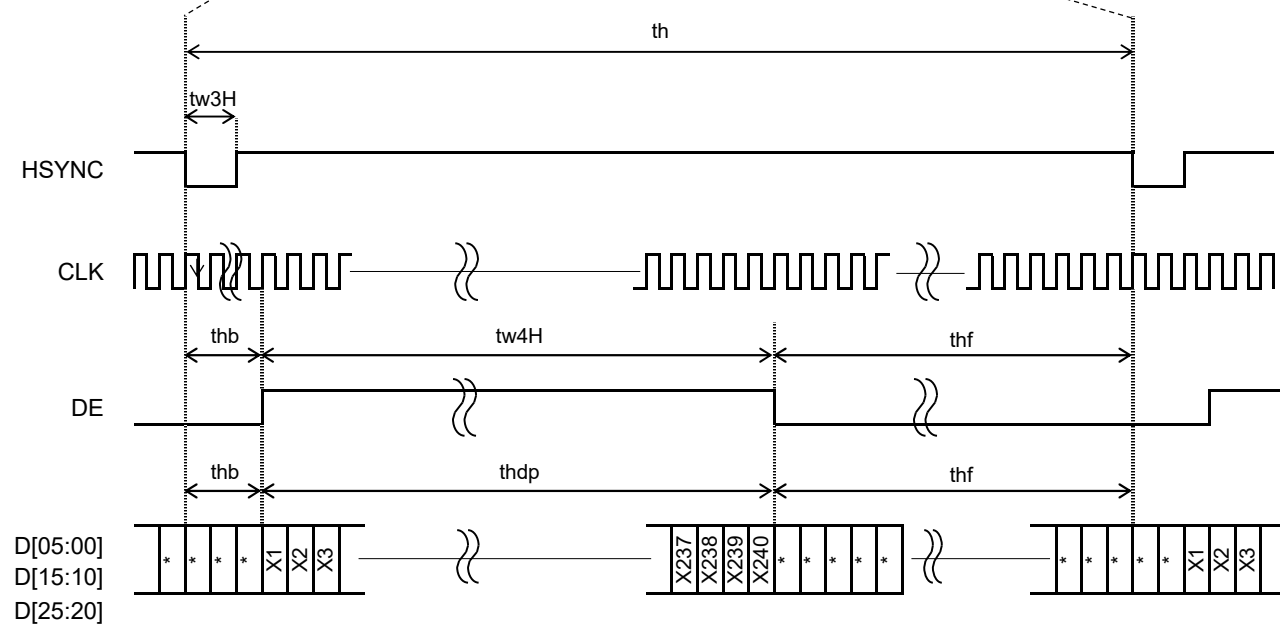 th
tw3H
HSYNC
CLK
thb tw4H thf
DE
thb thdp thf
D[05:00]
D[15:10]
D[25:20]
* * * * X1 X2 X3 X237 X238 X239 X240 * * * * * * * * * * X1 X2 X3